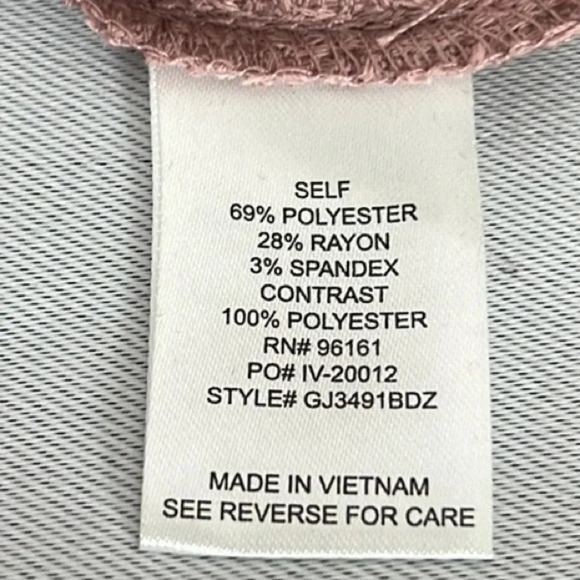 SELF
69% POLYESTER
28% RAYON
3% SPANDEX
CONTRAST
100% POLYESTER
RN# 96161
PO# IV-20012
STYLE# GJ3491BDZ
MADE IN VIETNAM
SEE REVERSE FOR CARE